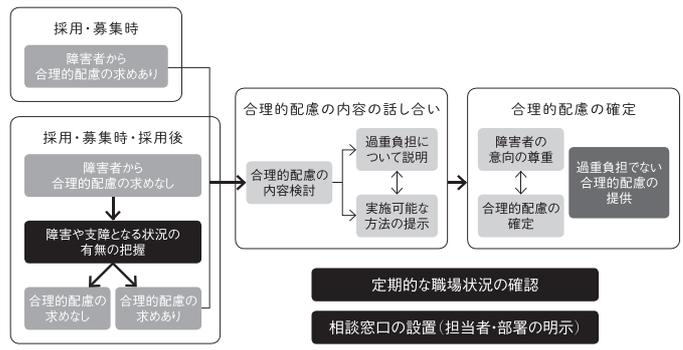 採用・募集時
障害者から
合理的配慮の求めあり
採用・募集時・採用後
障害者から
合理的配慮の求めなし
障害や支障となる状況の
有無の把握
合理的配慮の
求めなし
合理的配慮の
求めあり
合理的配慮の内容の話し合い
合理的配慮の
内容検討
過重負担に
ついて説明
実施可能な
方法の提示
合理的配慮の確定
障害者の
意向の尊重
合理的配慮の
確定
過重負担でない
合理的配慮の
提供
定期的な職場状況の確認
相談窓口の設置(担当者・部署の明示)